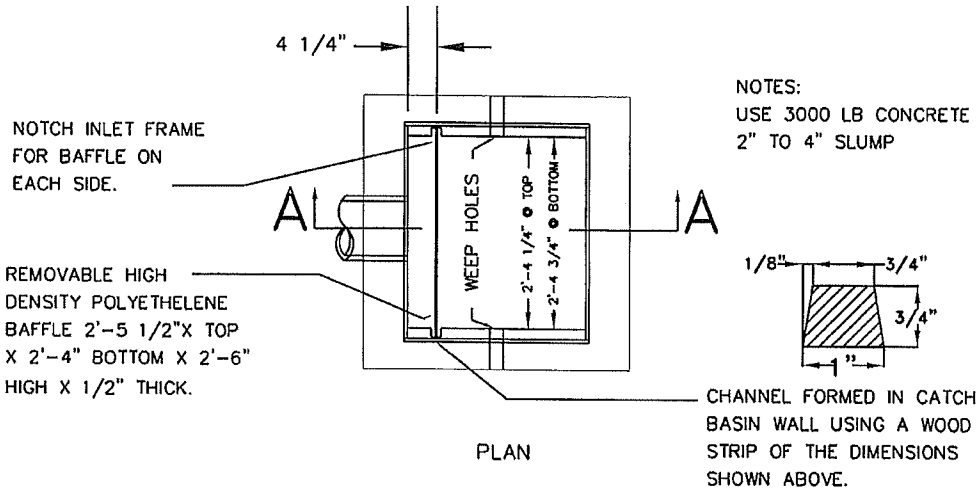 4 1/4"
NOTES:
USE 3000 LB CONCRETE
2" TO 4" SLUMP
NOTCH INLET FRAME
FOR BAFFLE ON
EACH SIDE.
A
WEEP HOLES
2'-4 1/4" @ TOP
2'-4 3/4" @ BOTTOM
A
REMOVABLE HIGH
DENSITY POLYETHELENE
BAFFLE 2'-5 1/2"X TOP
X 2'-4" BOTTOM X 2'-6"
HIGH X 1/2" THICK.
1/8"
3/4"
3/4"
1"
CHANNEL FORMED IN CATCH
BASIN WALL USING A WOOD
STRIP OF THE DIMENSIONS
SHOWN ABOVE.
PLAN